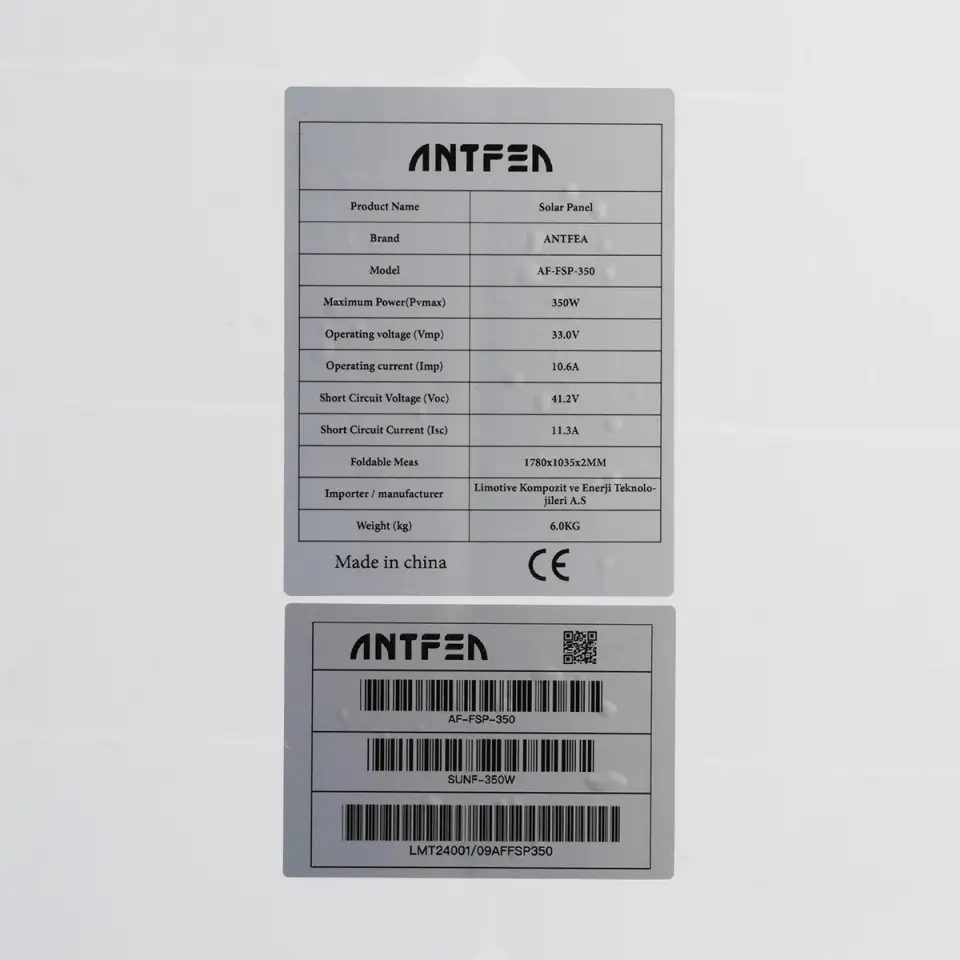 ANTFEA
Product Name Solar Panel
Brand ANTFEA
Model AF-FSP-350
Maximum Power(Pvmax) 350W
Operating voltage (Vmp) 33.0V
Operating current (Imp) 10.6A
Short Circuit Voltage (Voc) 41.2V
Short Circuit Current (Isc) 11.3A
Foldable Meas 1780x1035x2MM
Importer / manufacturer Limotive Kompozit ve Enerji Teknolo-
jileri A.S
Weight (kg) 6.0KG
Made in china CE
ANTFEA
AF-FSP-350
SUNF-350W
LMT24001/09AFFSP350